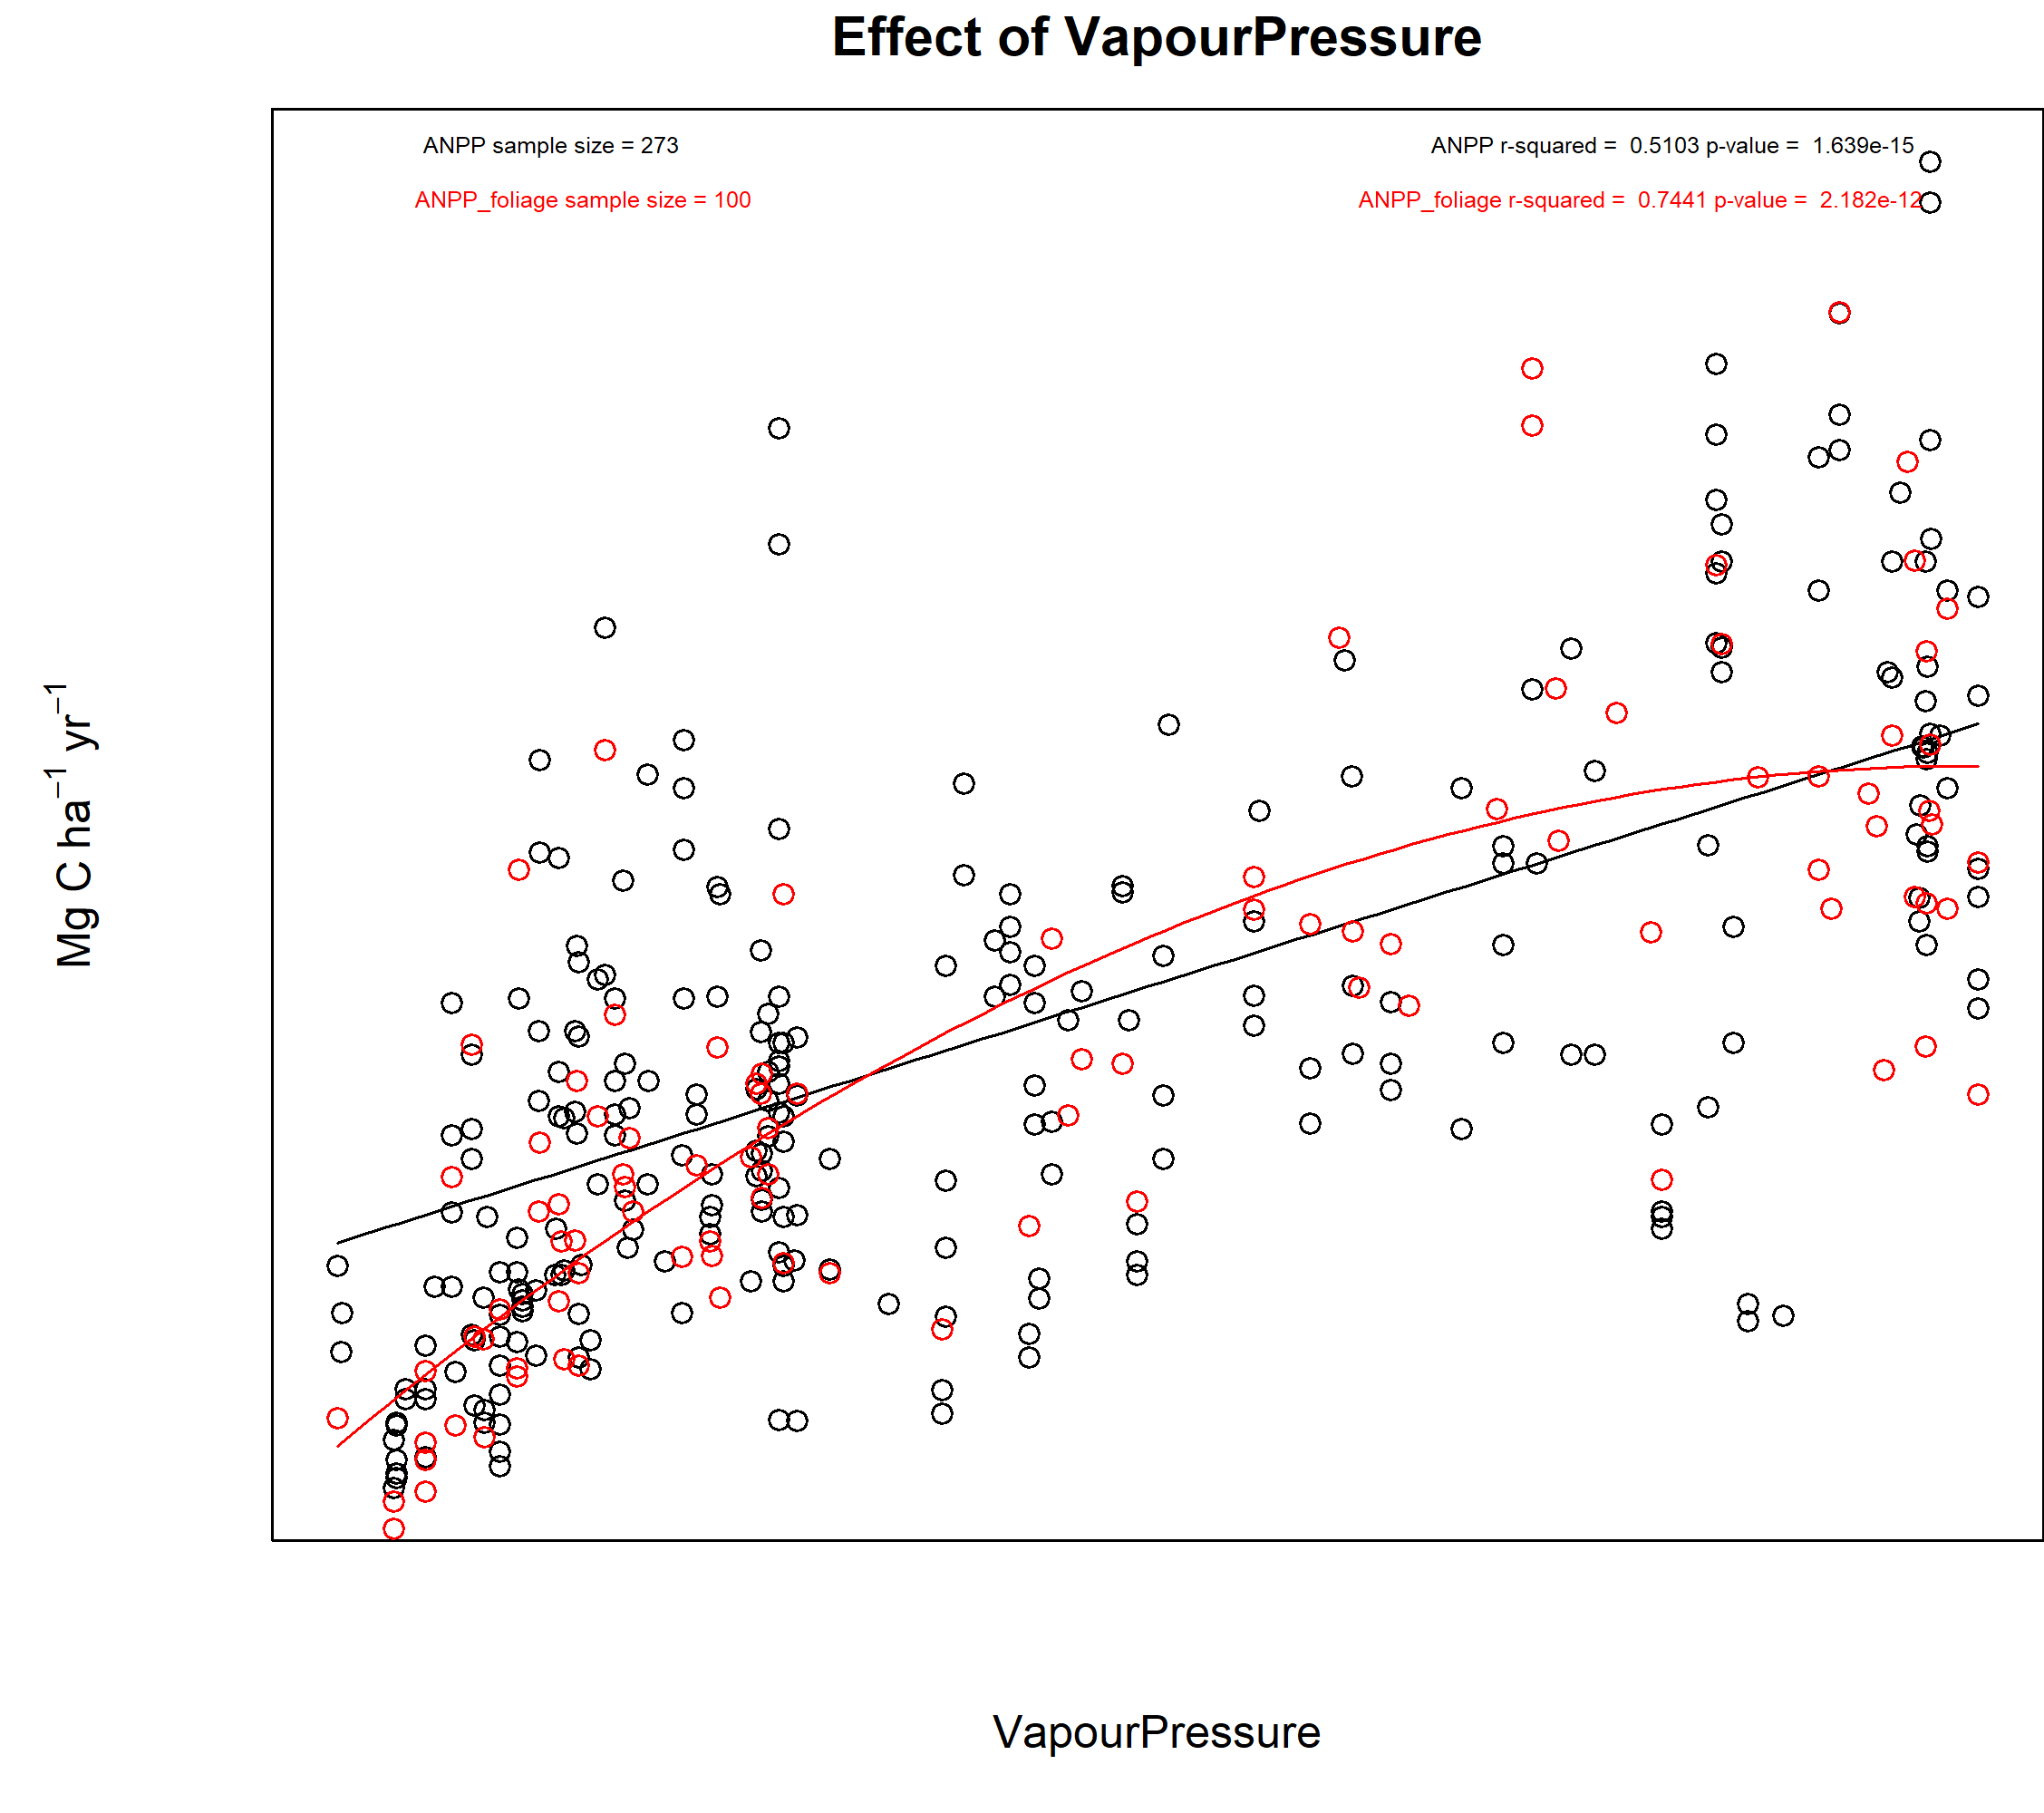 Effect of VapourPressure
ANPP sample size = 273
ANPP r-squared =  0.5103 p-value =  1.639e-15
ANPP_foliage sample size = 100
ANPP_foliage r-squared =  0.7441 p-value =  2.182e-12
Mg C ha⁻¹ yr⁻¹
VapourPressure